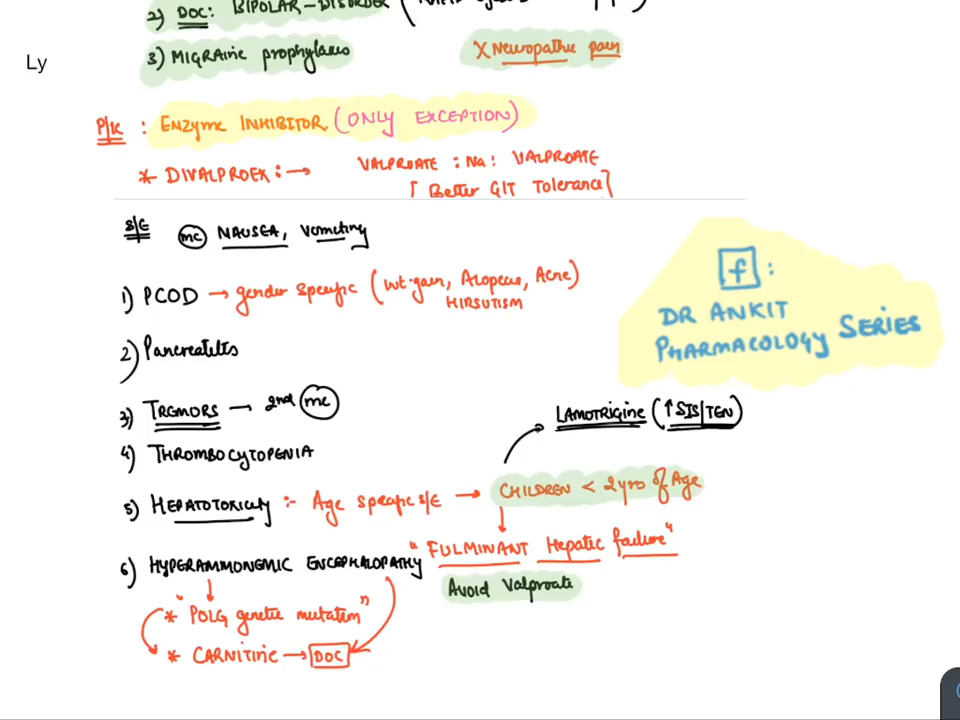 2) DOC: BIPOLAR-DISORDER (
Ly
3) MIGRAINE prophylaxis
X Neuropathic pain
P/K : ENZYME INHIBITOR (ONLY EXCEPTION)
* DIVALPROEX :→ VALPROATE : Na : VALPROATE
[Better GIT Tolerance]
S/E
mc NAUSEA, Vomiting
1) PCOD → gender specific (wt. gain, Alopecia, Acne)
HIRSUTISM
f :
DR ANKIT
PHARMACOLOGY SERIES
2) Pancreatitis
3) TREMORS → 2nd mc
LAMOTRIGINE (↑SJS/TEN)
4) THROMBOCYTOPENIA
5) HEPATOTOXICITY :- Age specific S/E → CHILDREN < 2 yrs of Age
"FULMINANT Hepatic failure"
6) HYPERAMMONEMIC ENCEPHALOPATHY
Avoid Valproate
* "POLG genetic mutation"
* CARNITINE → DOC